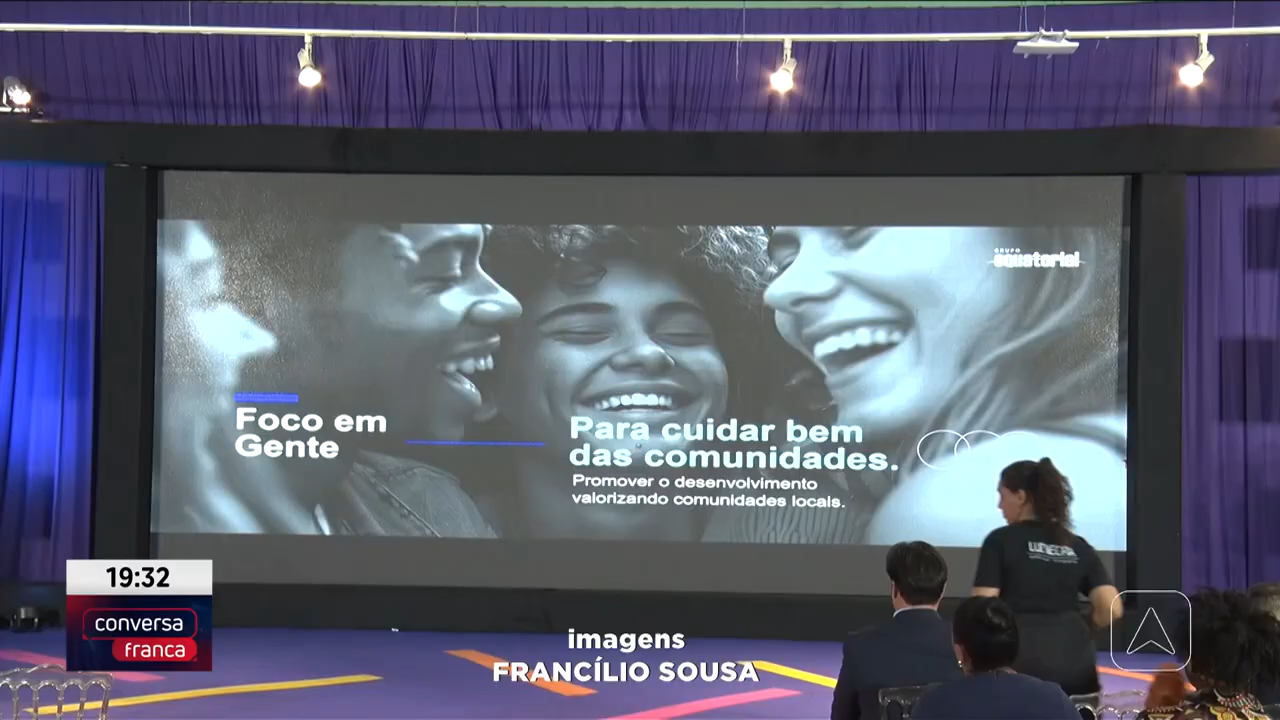 GRUPO
equatorial
Foco em
Gente
Para cuidar bem
das comunidades.
Promover o desenvolvimento
valorizando comunidades locais.
19:32
conversa
franca
imagens
FRANCÍLIO SOUSA